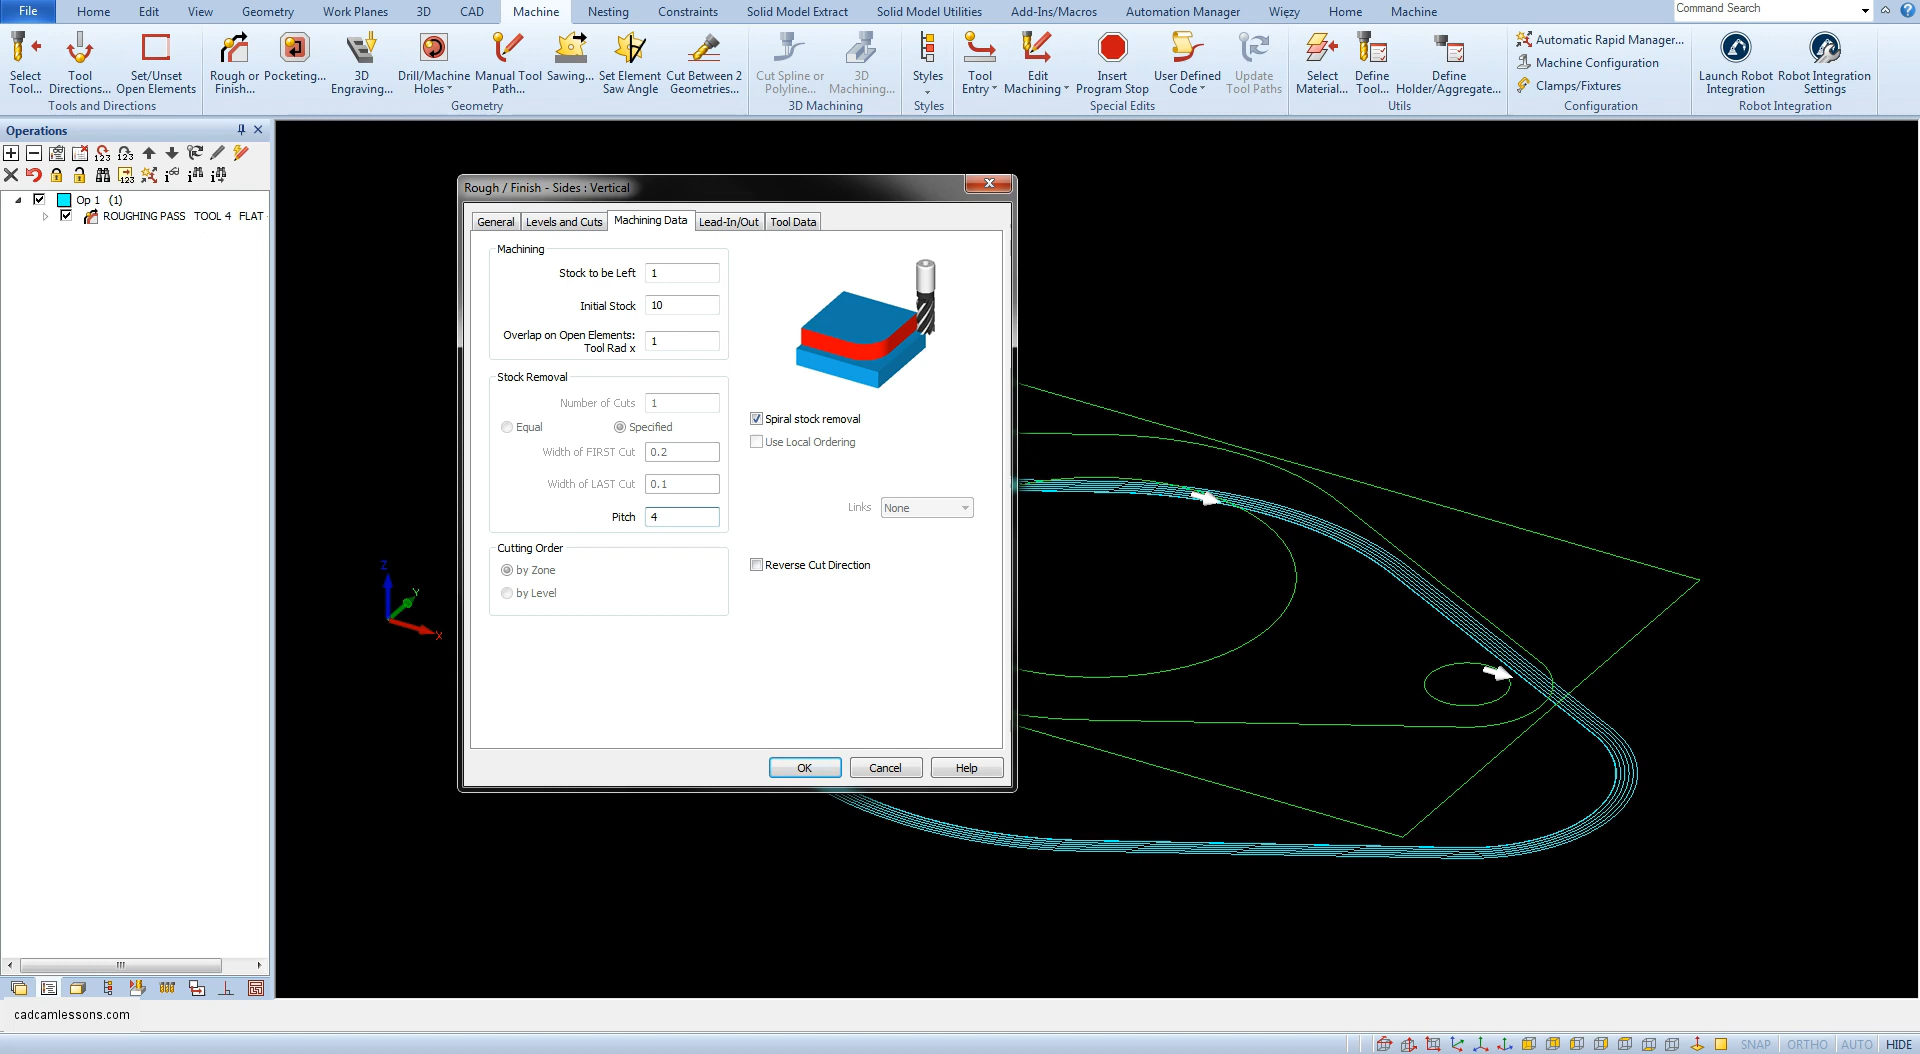 File Home Edit View Geometry Work Planes 3D CAD Machine Nesting Constraints Solid Model Extract Solid Model Utilities Add-Ins/Macros Automation Manager Więzy Home Machine Command Search
Select Tool... Tool Directions... Set/Unset Open Elements
Tools and Directions
Rough or Finish... Pocketing... 3D Engraving... Drill/Machine Holes Manual Tool Path... Sawing... Set Element Saw Angle Cut Between 2 Geometries...
Geometry
Cut Spline or Polyline... 3D Machining...
3D Machining
Styles
Styles
Tool Entry Edit Machining Insert Program Stop User Defined Code Update Tool Paths
Special Edits
Select Material... Define Tool... Define Holder/Aggregate...
Utils
Automatic Rapid Manager...
Machine Configuration
Clamps/Fixtures
Configuration
Launch Robot Integration Robot Integration Settings
Robot Integration
Operations
Op 1 (1)
ROUGHING PASS TOOL 4 FLAT
Rough / Finish - Sides : Vertical
General Levels and Cuts Machining Data Lead-In/Out Tool Data
Machining
Stock to be Left 1
Initial Stock 10
Overlap on Open Elements:
Tool Rad x 1
Stock Removal
Number of Cuts 1
Equal Specified
Width of FIRST Cut 0.2
Width of LAST Cut 0.1
Pitch 4
Cutting Order
by Zone
by Level
Spiral stock removal
Use Local Ordering
Links None
Reverse Cut Direction
OK Cancel Help
Z
Y
X
cadcamlessons.com
SNAP ORTHO AUTO HIDE